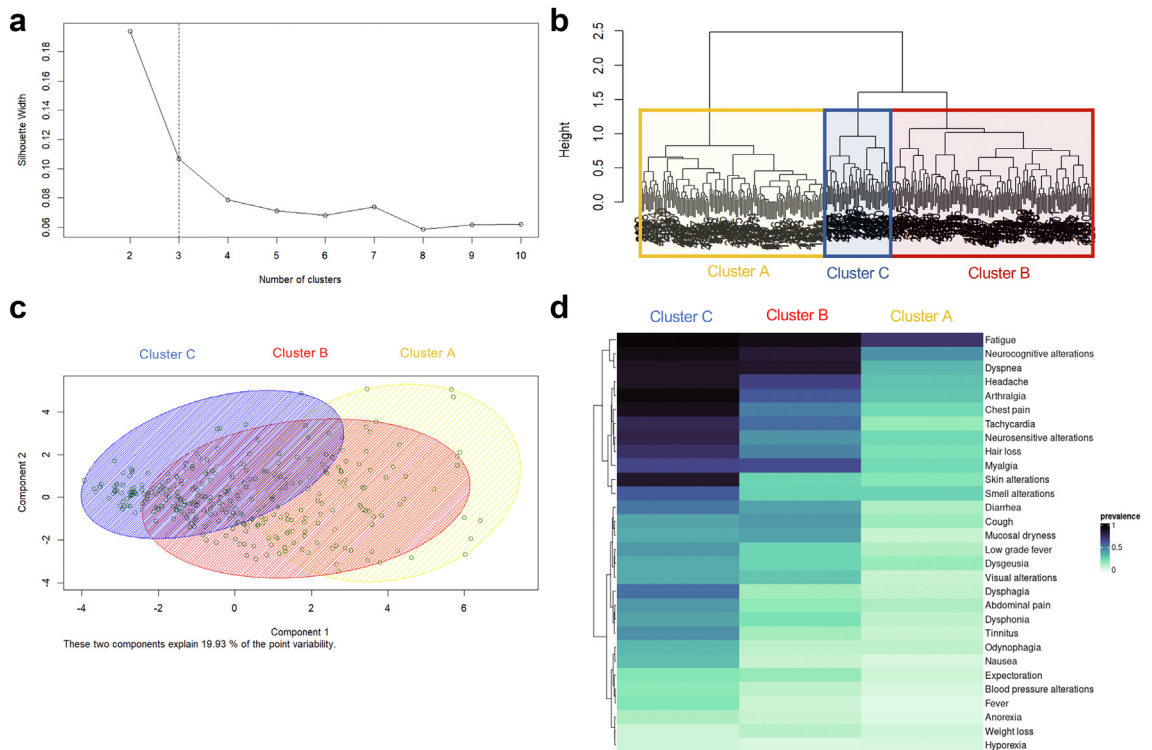 a
0.18
0.16
0.14
0.12
0.10
0.08
0.06
Silhouette Width
2 3 4 5 6 7 8 9 10
Number of clusters
b
2.5
2.0
1.5
1.0
0.5
0.0
Height
Cluster A
Cluster C
Cluster B
c
Cluster C
Cluster B
Cluster A
4
2
0
-2
-4
Component 2
-4 -2 0 2 4 6
Component 1
These two components explain 19.93 % of the point variability.
d
Cluster C
Cluster B
Cluster A
Fatigue
Neurocognitive alterations
Dyspnea
Headache
Arthralgia
Chest pain
Tachycardia
Neurosensitive alterations
Hair loss
Myalgia
Skin alterations
Smell alterations
Diarrhea
Cough
Mucosal dryness
Low grade fever
Dysgeusia
Visual alterations
Dysphagia
Abdominal pain
Dysphonia
Tinnitus
Odynophagia
Nausea
Expectoration
Blood pressure alterations
Fever
Anorexia
Weight loss
Hyporexia
prevalence
1
0.5
0